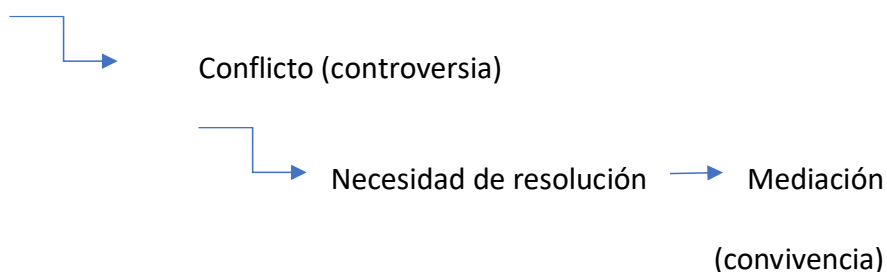 Conflicto (controversia)
Necesidad de resolución Mediación
(convivencia)